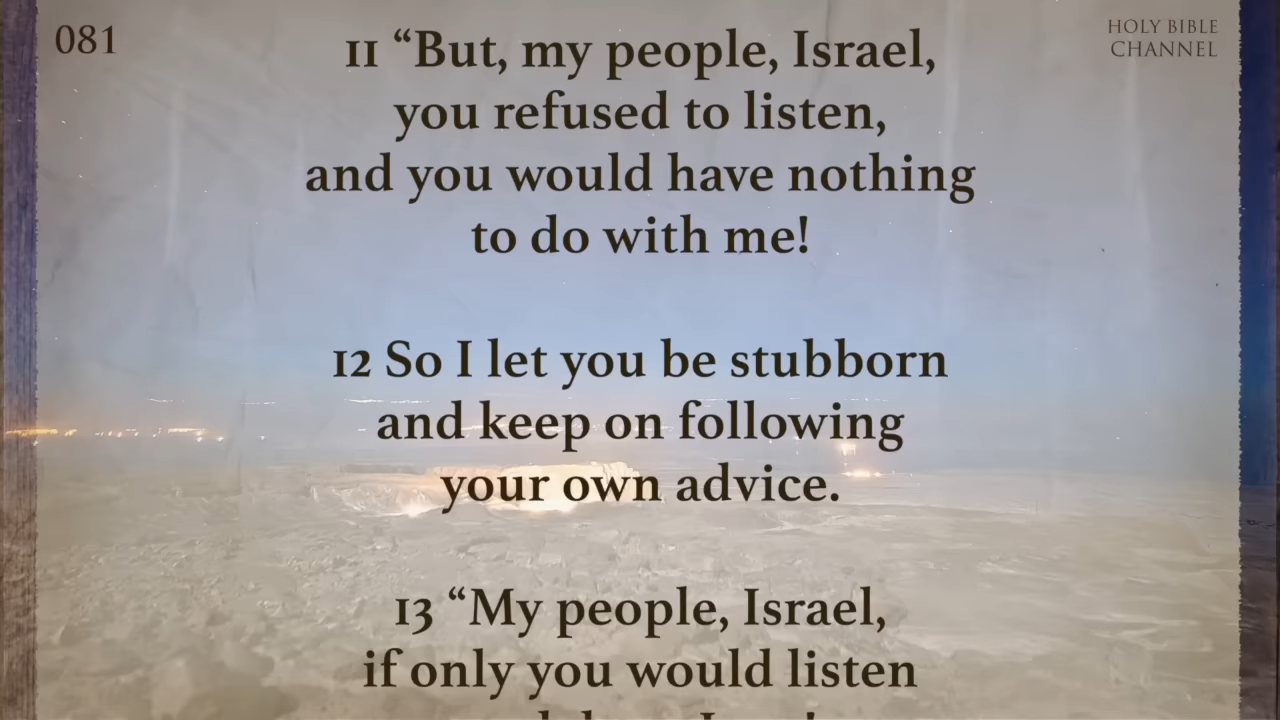 081
HOLY BIBLE
CHANNEL
11 “But, my people, Israel,
you refused to listen,
and you would have nothing
to do with me!
12 So I let you be stubborn
and keep on following
your own advice.
13 “My people, Israel,
if only you would listen